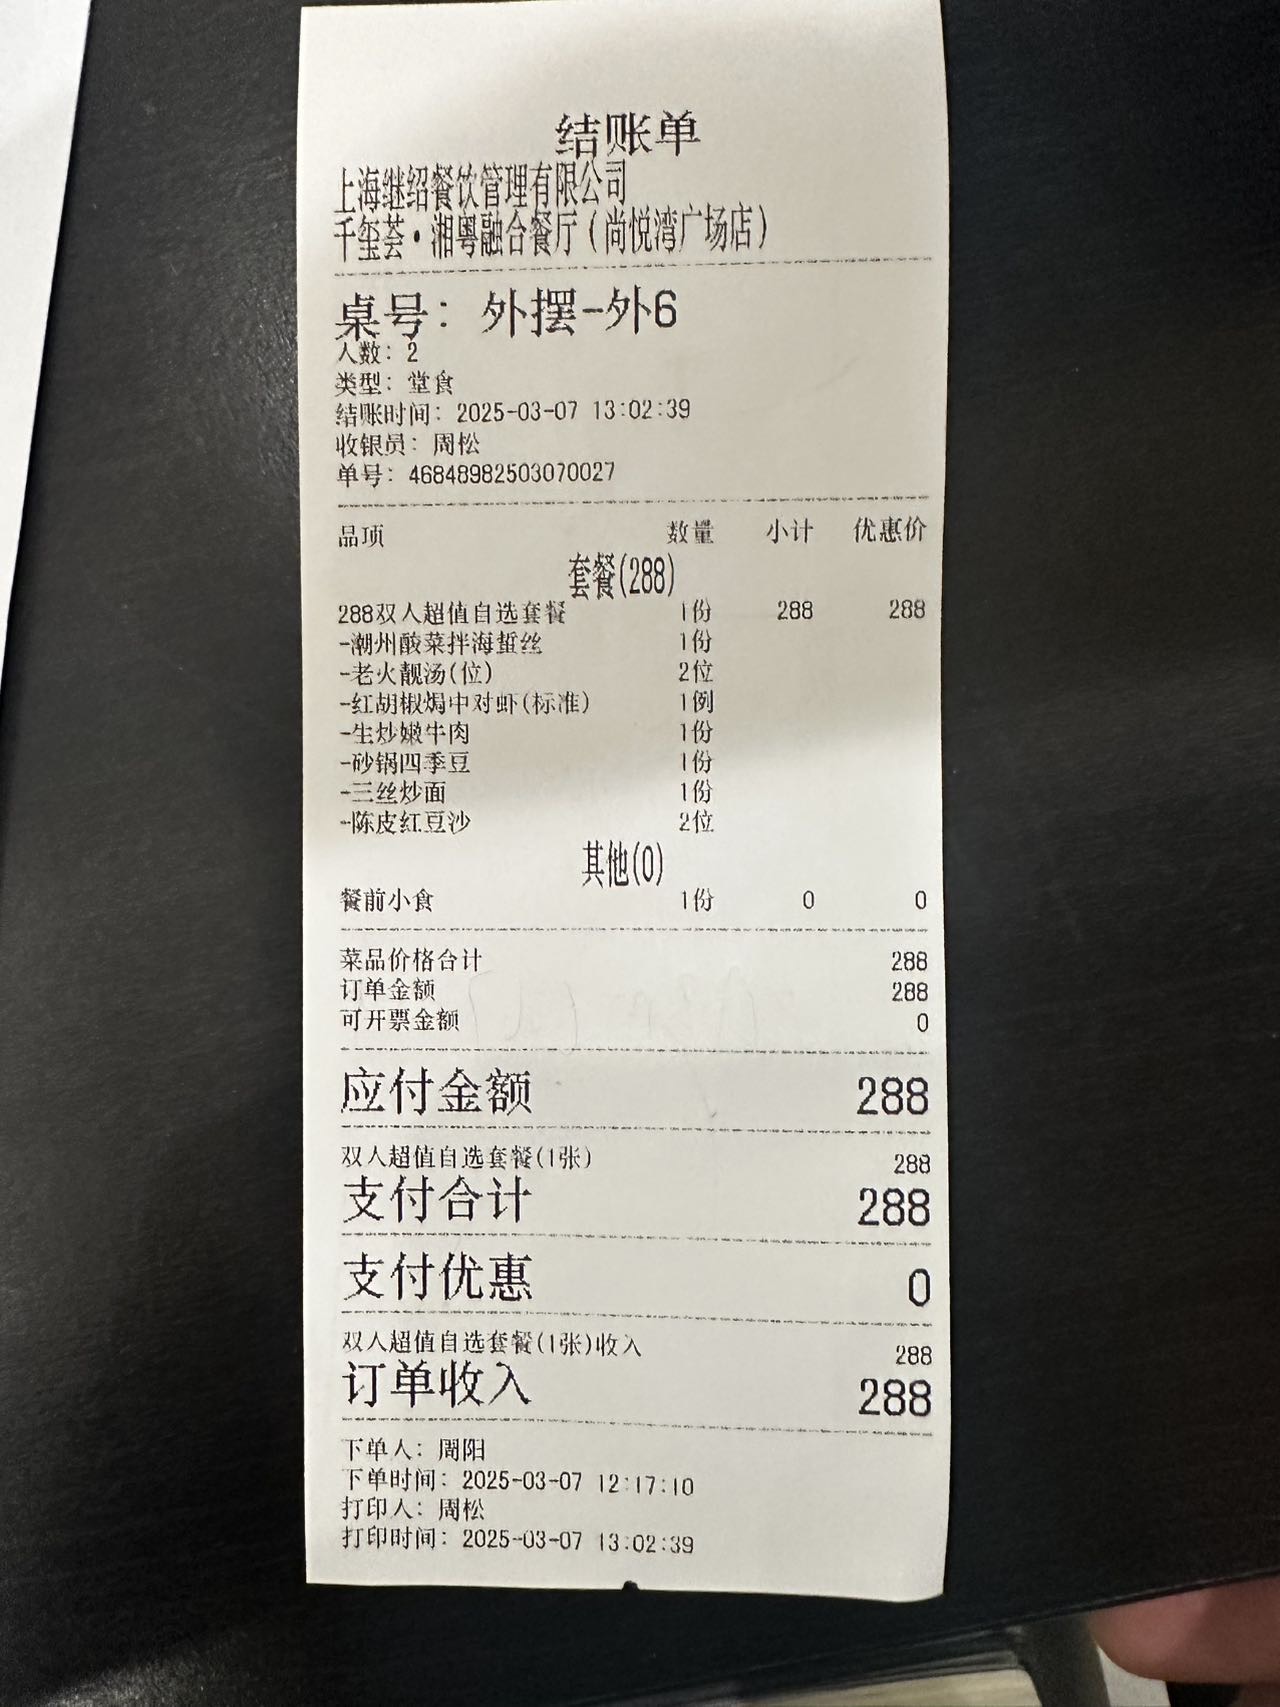 结账单
上海继绍餐饮管理有限公司
千玺荟·湘粤融合餐厅(尚悦湾广场店)
桌号: 外摆-外6
人数: 2
类型: 堂食
结账时间: 2025-03-07 13:02:39
收银员: 周松
单号: 46848982503070027
品项 数量 小计 优惠价
套餐(288)
288双人超值自选套餐 1份 288 288
-潮州酸菜拌海蜇丝 1份
-老火靓汤(位) 2位
-红胡椒焗中对虾(标准) 1例
-生炒嫩牛肉 1份
-砂锅四季豆 1份
-三丝炒面 1份
-陈皮红豆沙 2位
其他(0)
餐前小食 1份 0 0
菜品价格合计 288
订单金额 288
可开票金额 0
应付金额 288
双人超值自选套餐(1张) 288
支付合计 288
支付优惠 0
双人超值自选套餐(1张)收入 288
订单收入 288
下单人: 周阳
下单时间: 2025-03-07 12:17:10
打印人: 周松
打印时间: 2025-03-07 13:02:39